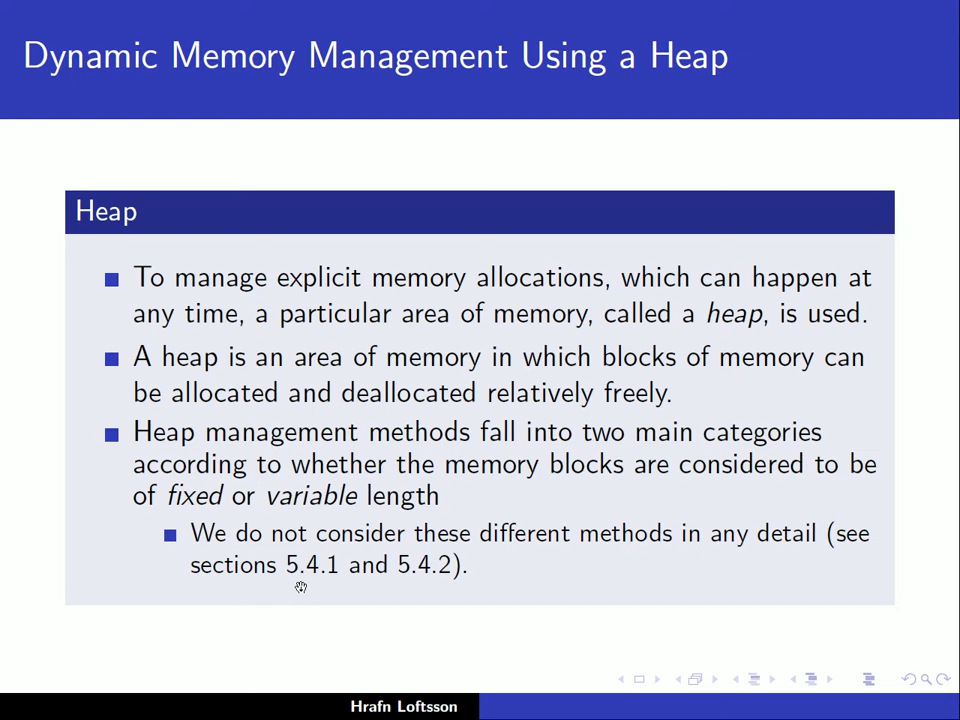 Dynamic Memory Management Using a Heap
Heap
To manage explicit memory allocations, which can happen at
any time, a particular area of memory, called a heap, is used.
A heap is an area of memory in which blocks of memory can
be allocated and deallocated relatively freely.
Heap management methods fall into two main categories
according to whether the memory blocks are considered to be
of fixed or variable length
We do not consider these different methods in any detail (see
sections 5.4.1 and 5.4.2).
Hrafn Loftsson